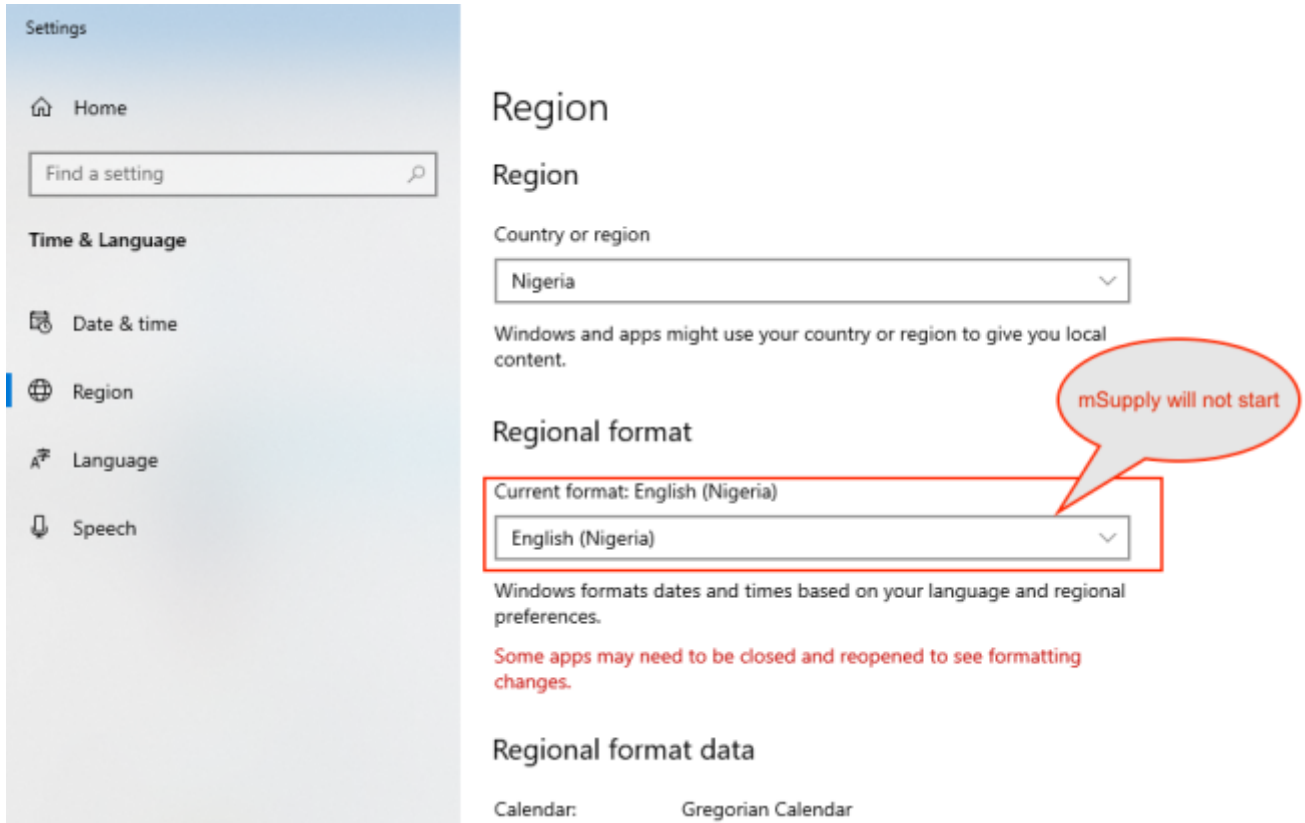 Settings
Home
Find a setting
Time & Language
Date & time
Region
Language
Speech
Region
Region
Country or region
Nigeria
Windows and apps might use your country or region to give you local
content.
mSupply will not start
Regional format
Current format: English (Nigeria)
English (Nigeria)
Windows formats dates and times based on your language and regional
preferences.
Some apps may need to be closed and reopened to see formatting
changes.
Regional format data
Calendar: Gregorian Calendar